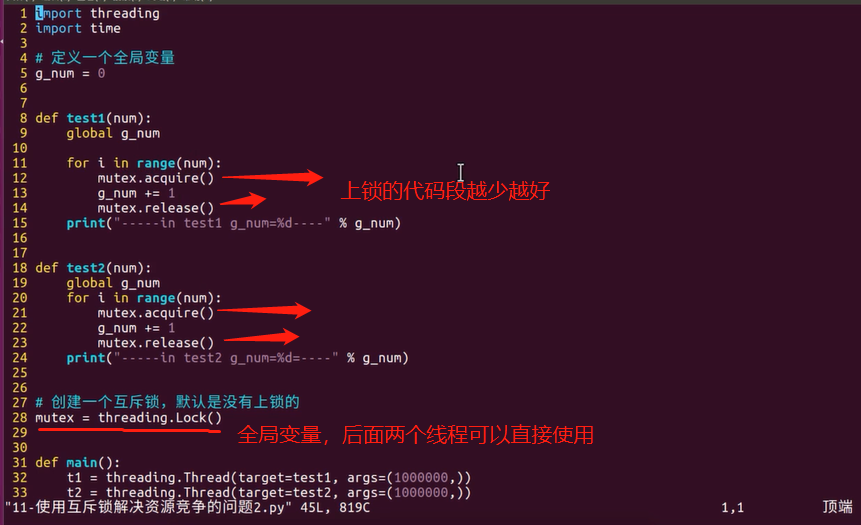 1 import threading
2 import time
3
4 # 定义一个全局变量
5 g_num = 0
6
7
8 def test1(num):
9     global g_num
10
11     for i in range(num):
12         mutex.acquire()
13         g_num += 1
14         mutex.release()
上锁的代码段越少越好
15     print("-----in test1 g_num=%d----" % g_num)
16
17
18 def test2(num):
19     global g_num
20     for i in range(num):
21         mutex.acquire()
22         g_num += 1
23         mutex.release()
24     print("-----in test2 g_num=%d=----" % g_num)
25
26
27 # 创建一个互斥锁，默认是没有上锁的
28 mutex = threading.Lock()
29
全局变量，后面两个线程可以直接使用
30
31 def main():
32     t1 = threading.Thread(target=test1, args=(1000000,))
33     t2 = threading.Thread(target=test2, args=(1000000,))
"11-使用互斥锁解决资源竞争的问题2.py" 45L, 819C 1,1 顶端